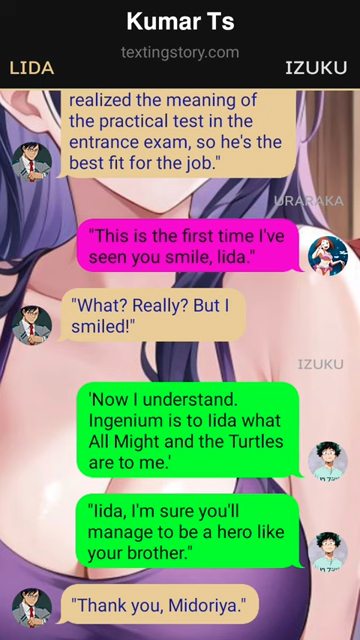 Kumar Ts
textingstory.com
LIDA
IZUKU
realized the meaning of
the practical test in the
entrance exam, so he's the
best fit for the job."
URARAKA
"This is the first time I've
seen you smile, Iida."
"What? Really? But I
smiled!"
IZUKU
'Now I understand.
Ingenium is to Iida what
All Might and the Turtles
are to me.'
"Iida, I'm sure you'll
manage to be a hero like
your brother."
"Thank you, Midoriya."